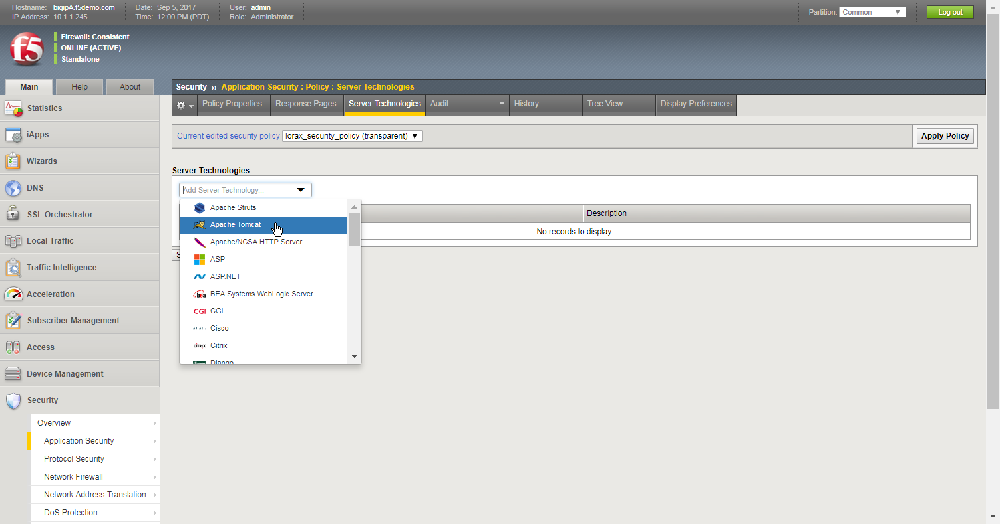 Hostname: bigipA.f5demo.com Date: Sep 5, 2017 User: admin
IP Address: 10.1.1.245 Time: 12:00 PM (PDT) Role: Administrator
Partition: Common Log out
f5
Firewall: Consistent
ONLINE (ACTIVE)
Standalone
Main Help About
Security ›› Application Security : Policy : Server Technologies
Policy Properties Response Pages Server Technologies Audit History Tree View Display Preferences
Statistics
iApps
Wizards
DNS
SSL Orchestrator
Local Traffic
Traffic Intelligence
Acceleration
Subscriber Management
Access
Device Management
Security
Overview
Application Security
Protocol Security
Network Firewall
Network Address Translation
DoS Protection
Current edited security policy lorax_security_policy (transparent) Apply Policy
Server Technologies
Add Server Technology...
Description
No records to display.
Apache Struts
Apache Tomcat
Apache/NCSA HTTP Server
ASP
ASP.NET
bea BEA Systems WebLogic Server
CGI CGI
Cisco
CITRIX Citrix
Django